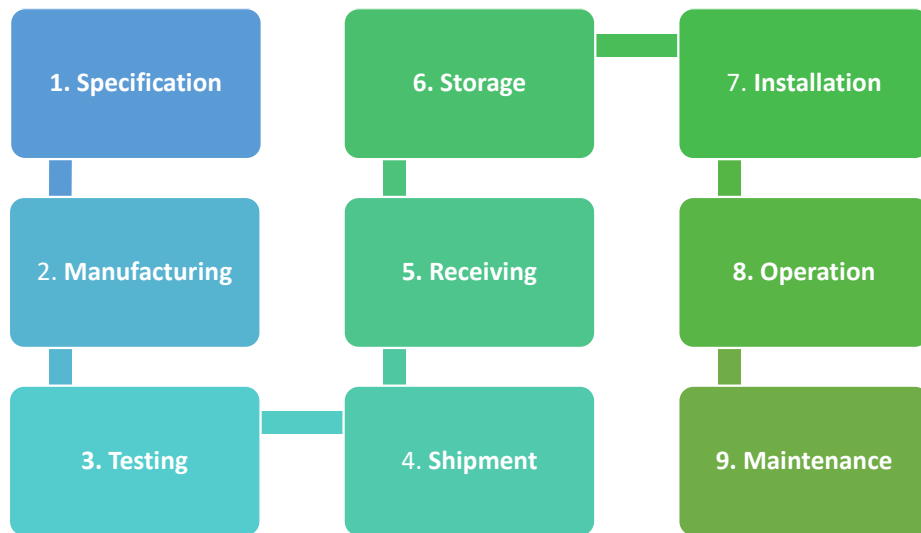 1. Specification
2. Manufacturing
3. Testing
4. Shipment
5. Receiving
6. Storage
7. Installation
8. Operation
9. Maintenance